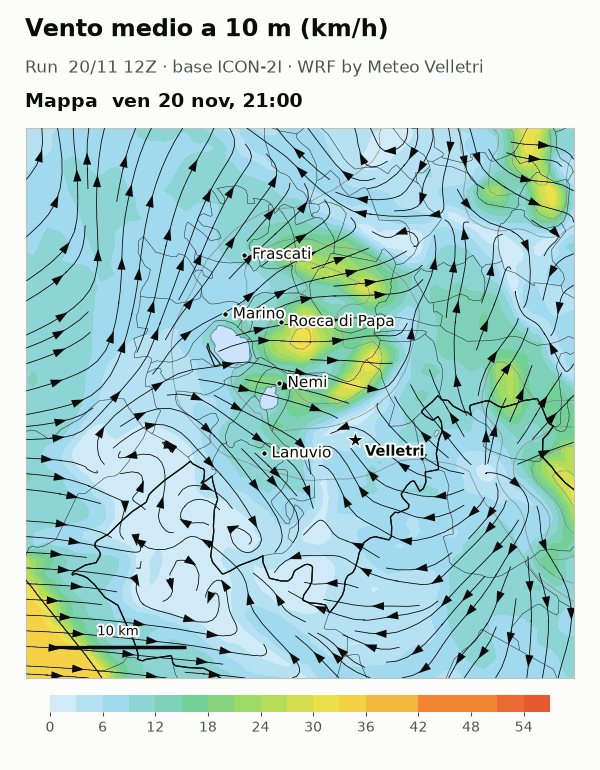 Vento medio a 10 m (km/h)
Run  20/11 12Z · base ICON-2I · WRF by Meteo Velletri
Mappa  ven 20 nov, 21:00
Frascati
Marino
Rocca di Papa
Nemi
Velletri
Lanuvio
10 km
0 6 12 18 24 30 36 42 48 54